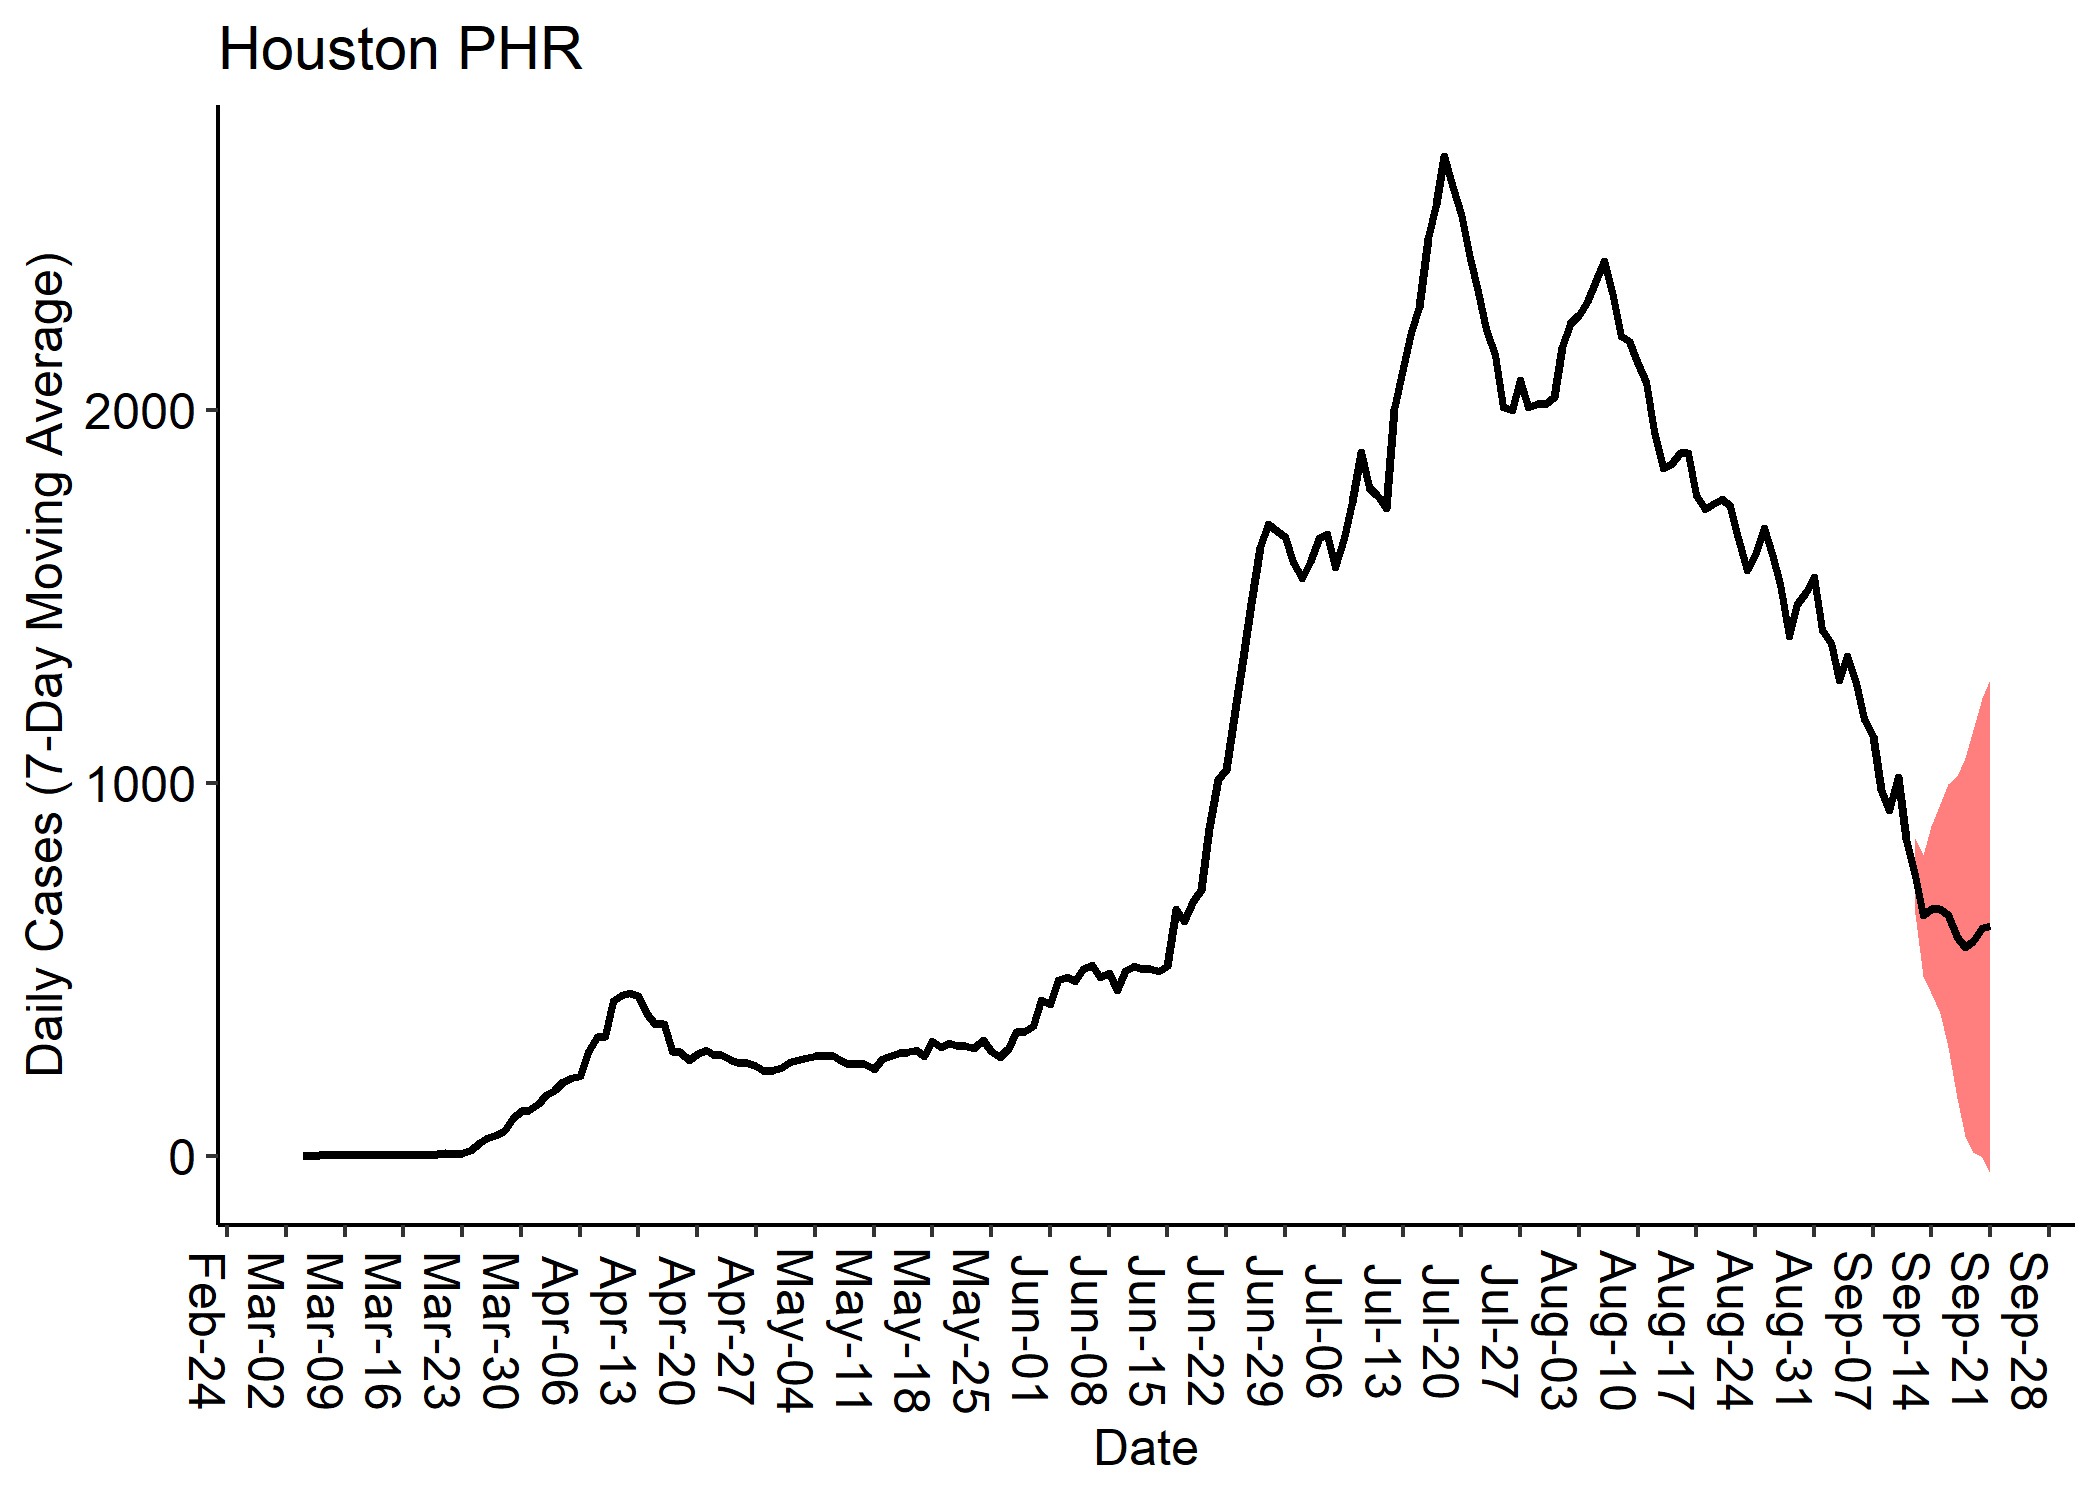 Houston PHR
Daily Cases (7-Day Moving Average)
2000
1000
0
Feb-24
Mar-02
Mar-09
Mar-16
Mar-23
Mar-30
Apr-06
Apr-13
Apr-20
Apr-27
May-04
May-11
May-18
May-25
Jun-01
Jun-08
Jun-15
Jun-22
Jun-29
Jul-06
Jul-13
Jul-20
Jul-27
Aug-03
Aug-10
Aug-17
Aug-24
Aug-31
Sep-07
Sep-14
Sep-21
Sep-28
Date